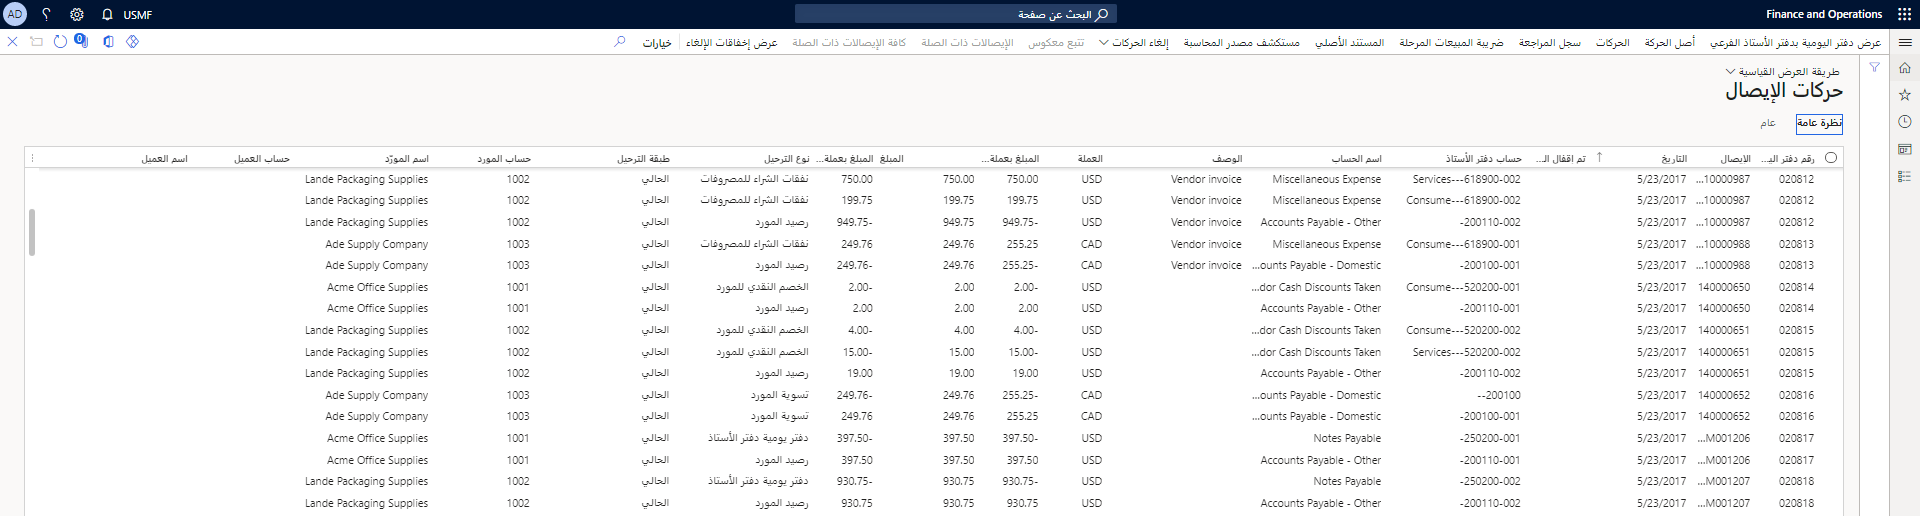 Finance and Operations البحث عن صفحة USMF ؟ AD
عرض دفتر اليومية بدفتر الأستاذ الفرعي أصل الحركة الحركات سجل المراجعة ضريبة المبيعات المرحلة المستند الأصلي مستكشف مصدر المحاسبة إلغاء الحركات تتبع معكوس الإيصالات ذات الصلة كافة الإيصالات ذات الصلة عرض إخفاقات الإلغاء خيارات 0
طريقة العرض القياسية
حركات الإيصال
نظرة عامة عام
رقم دفتر الي... الإيصال التاريخ تم إقفال الـ... حساب دفتر الأستاذ اسم الحساب الوصف العملة المبلغ بعملة... المبلغ المبلغ بعملة... نوع الترحيل طبقة الترحيل حساب المورد اسم المورّد حساب العميل اسم العميل
020812 ...10000987 5/23/2017 Services---618900-002 Miscellaneous Expense Vendor invoice USD 750.00 750.00 750.00 نفقات الشراء للمصروفات الحالي 1002 Lande Packaging Supplies
020812 ...10000987 5/23/2017 Consume---618900-002 Miscellaneous Expense Vendor invoice USD 199.75 199.75 199.75 نفقات الشراء للمصروفات الحالي 1002 Lande Packaging Supplies
020812 ...10000987 5/23/2017 -200110-002 Accounts Payable - Other Vendor invoice USD 949.75- 949.75 949.75- رصيد المورد الحالي 1002 Lande Packaging Supplies
020813 ...10000988 5/23/2017 Consume---618900-001 Miscellaneous Expense Vendor invoice CAD 255.25 249.76 249.76 نفقات الشراء للمصروفات الحالي 1003 Ade Supply Company
020813 ...10000988 5/23/2017 -200100-001 ...ounts Payable - Domestic Vendor invoice CAD 255.25- 249.76 249.76- رصيد المورد الحالي 1003 Ade Supply Company
020814 140000650 5/23/2017 Consume---520200-001 ...dor Cash Discounts Taken USD 2.00- 2.00 2.00- الخصم النقدي للمورد الحالي 1001 Acme Office Supplies
020814 140000650 5/23/2017 -200110-001 Accounts Payable - Other USD 2.00 2.00 2.00 رصيد المورد الحالي 1001 Acme Office Supplies
020815 140000651 5/23/2017 Consume---520200-002 ...dor Cash Discounts Taken USD 4.00- 4.00 4.00- الخصم النقدي للمورد الحالي 1002 Lande Packaging Supplies
020815 140000651 5/23/2017 Services---520200-002 ...dor Cash Discounts Taken USD 15.00- 15.00 15.00- الخصم النقدي للمورد الحالي 1002 Lande Packaging Supplies
020815 140000651 5/23/2017 -200110-002 Accounts Payable - Other USD 19.00 19.00 19.00 رصيد المورد الحالي 1002 Lande Packaging Supplies
020816 140000652 5/23/2017 --200100 ...ounts Payable - Domestic CAD 255.25- 249.76 249.76- تسوية المورد الحالي 1003 Ade Supply Company
020816 140000652 5/23/2017 -200100-001 ...ounts Payable - Domestic CAD 255.25 249.76 249.76 تسوية المورد الحالي 1003 Ade Supply Company
020817 ...M001206 5/23/2017 -250200-001 Notes Payable USD 397.50- 397.50 397.50- دفتر يومية دفتر الأستاذ الحالي 1001 Acme Office Supplies
020817 ...M001206 5/23/2017 -200110-001 Accounts Payable - Other USD 397.50 397.50 397.50 رصيد المورد الحالي 1001 Acme Office Supplies
020818 ...M001207 5/23/2017 -250200-002 Notes Payable USD 930.75- 930.75 930.75- دفتر يومية دفتر الأستاذ الحالي 1002 Lande Packaging Supplies
020818 ...M001207 5/23/2017 -200110-002 Accounts Payable - Other USD 930.75 930.75 930.75 رصيد المورد الحالي 1002 Lande Packaging Supplies